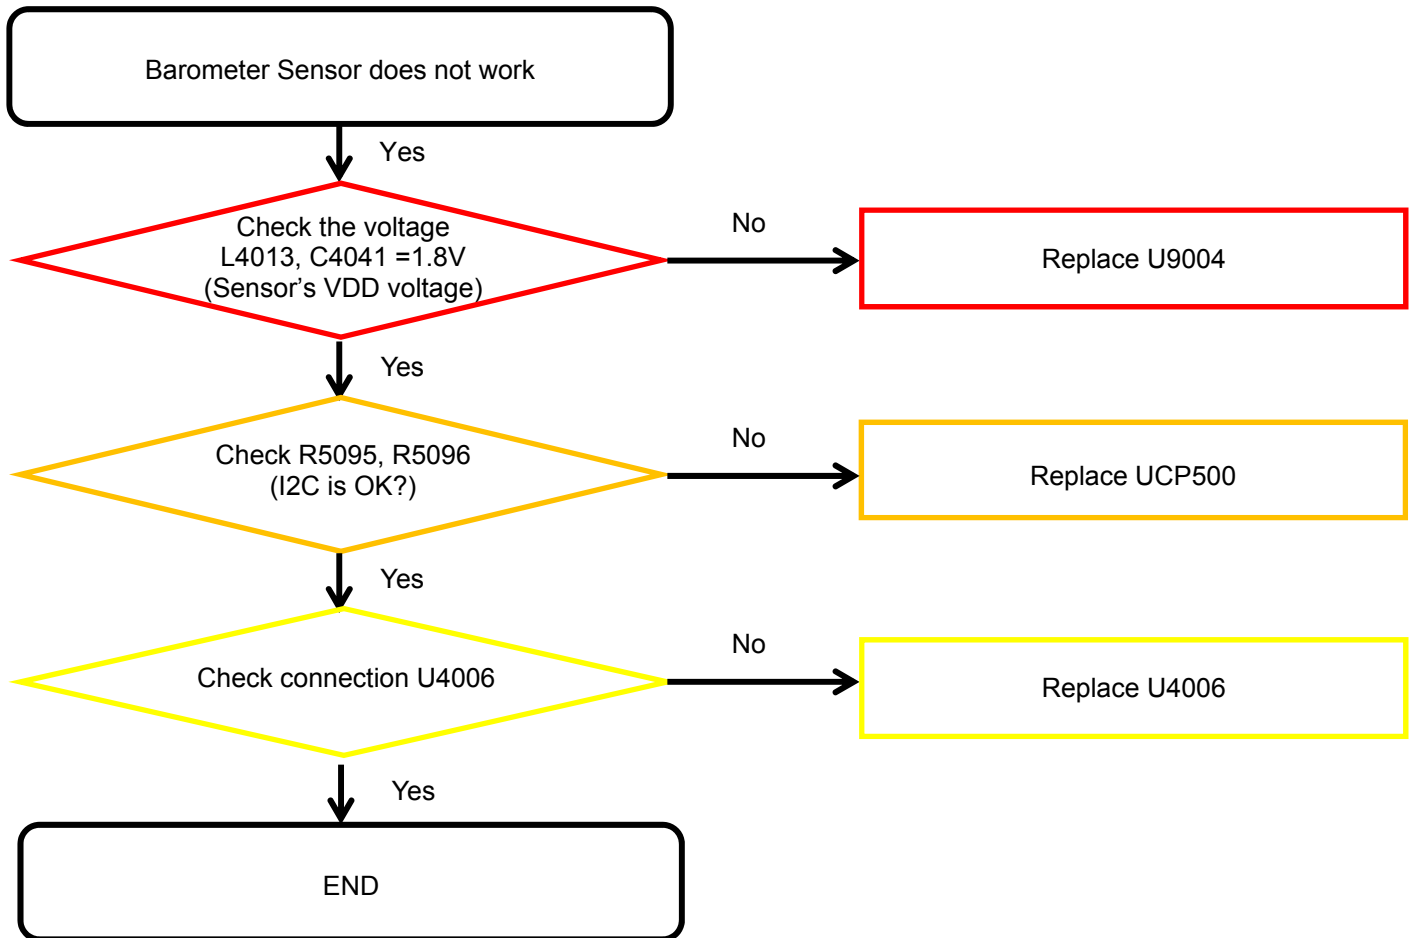 Barometer Sensor does not work
Yes
Check the voltage
L4013, C4041 =1.8V
(Sensor's VDD voltage)
No
Replace U9004
Yes
Check R5095, R5096
(I2C is OK?)
No
Replace UCP500
Yes
Check connection U4006
No
Replace U4006
Yes
END